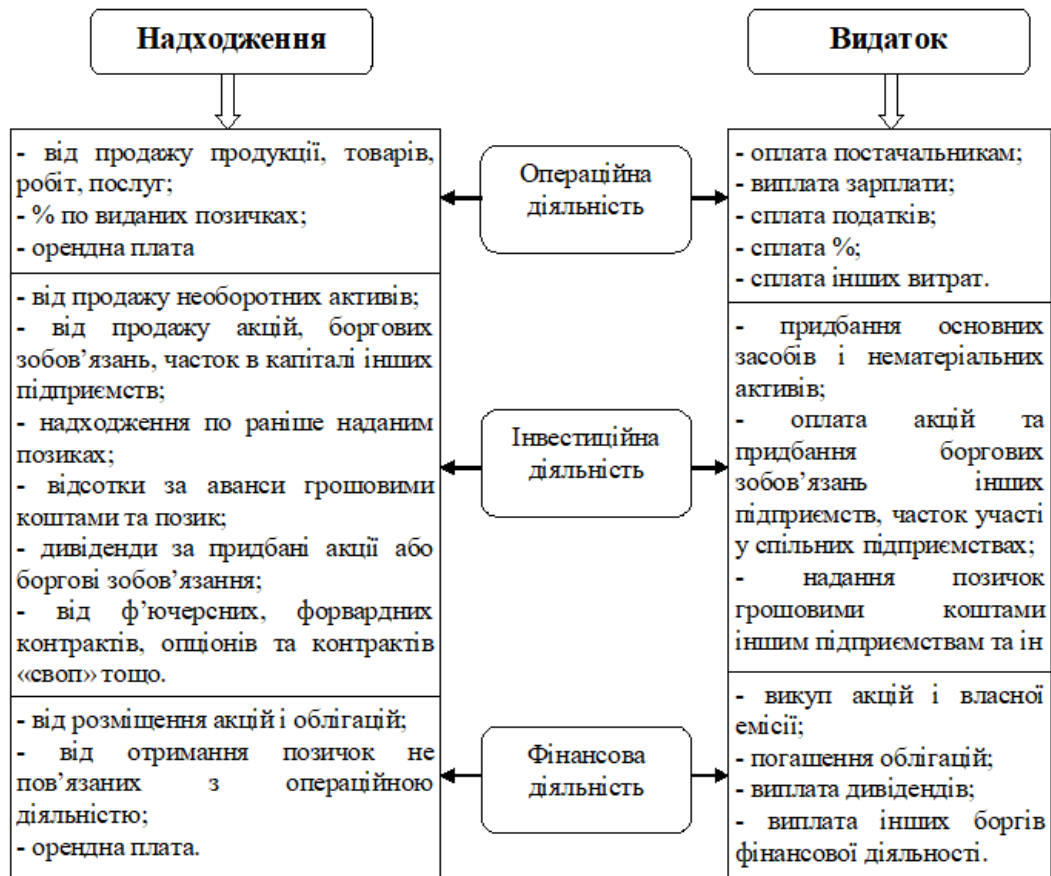 Надходження
Видаток
- від продажу продукції, товарів,
робіт, послуг;
- % по виданих позичках;
- орендна плата
Операційна
діяльність
- оплата постачальникам;
- виплата зарплати;
- сплата податків;
- сплата %;
- сплата інших витрат.
- від продажу необоротних активів;
- від продажу акцій, боргових
зобов’язань, часток в капіталі інших
підприємств;
- надходження по раніше наданим
позиках;
- відсотки за аванси грошовими
коштами та позик;
- дивіденди за придбані акції або
боргові зобов’язання;
- від ф’ючерсних, форвардних
контрактів, опціонів та контрактів
«своп» тощо.
Інвестиційна
діяльність
- придбання основних
засобів і нематеріальних
активів;
- оплата акцій та
придбання боргових
зобов’язань інших
підприємств, часток участі
у спільних підприємствах;
- надання позичок
грошовими коштами
іншим підприємствам та ін
- від розміщення акцій і облігацій;
- від отримання позичок не
пов’язаних з операційною
діяльністю;
- орендна плата.
Фінансова
діяльність
- викуп акцій і власної
емісії;
- погашення облігацій;
- виплата дивідендів;
- виплата інших боргів
фінансової діяльності.